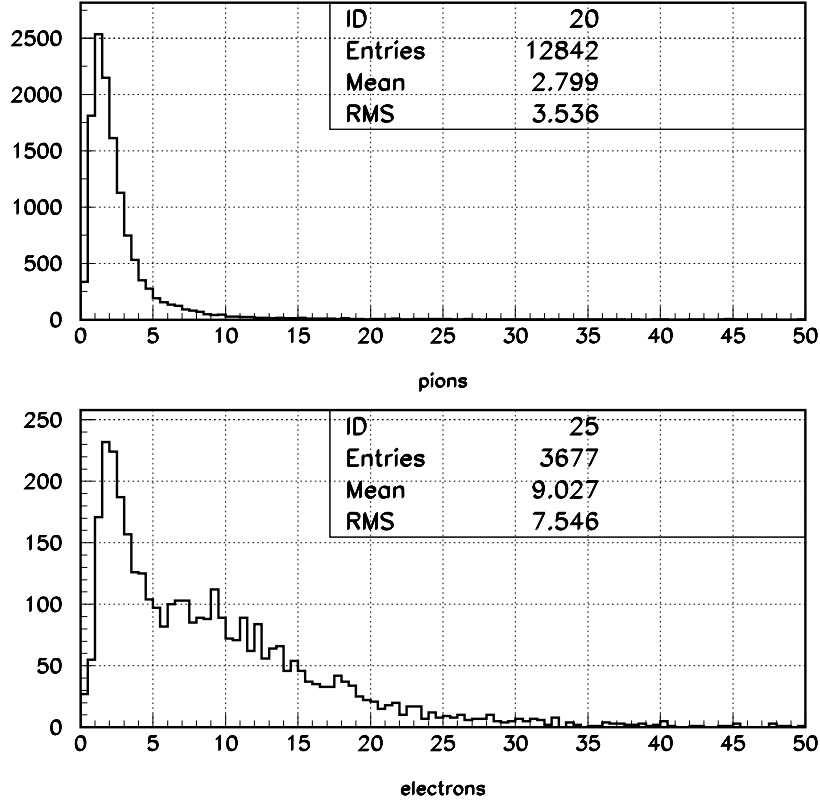 ID 20
Entries 12842
Mean 2.799
RMS 3.536
2500
2000
1500
1000
500
0
0 5 10 15 20 25 30 35 40 45 50
pions
ID 25
Entries 3677
Mean 9.027
RMS 7.546
250
200
150
100
50
0
0 5 10 15 20 25 30 35 40 45 50
electrons